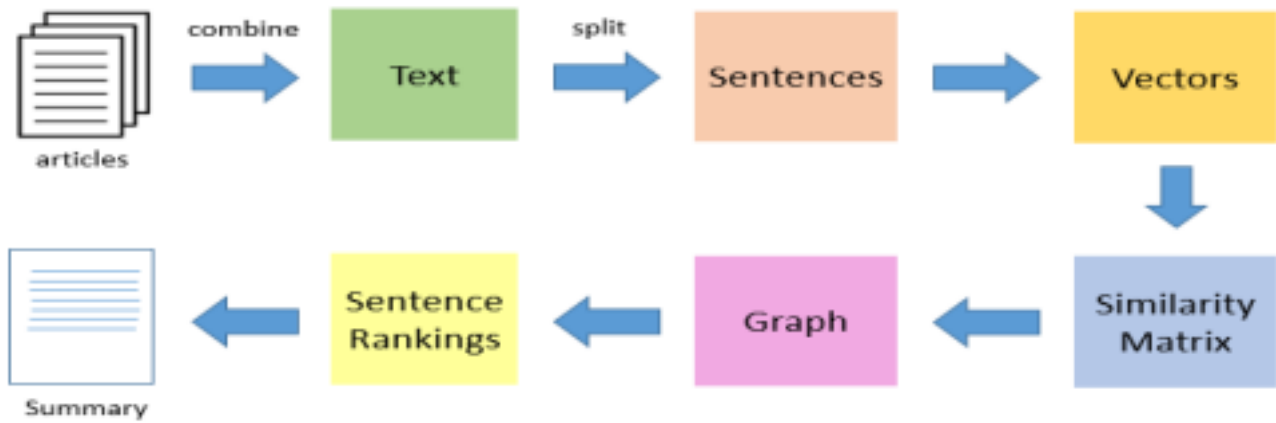 combine
split
Text
Sentences
Vectors
articles
Sentence
Rankings
Graph
Similarity
Matrix
Summary